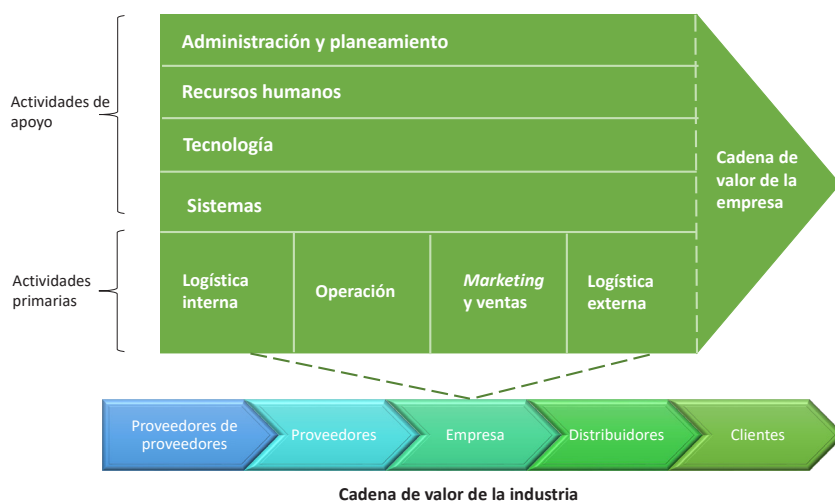 Administración y planeamiento
Recursos humanos
Actividades de
apoyo
Tecnología
Cadena de
valor de la
empresa
Sistemas
Actividades
primarias
Logística
interna
Operación
Marketing
y ventas
Logística
externa
Proveedores de
proveedores
Proveedores
Empresa
Distribuidores
Clientes
Cadena de valor de la industria